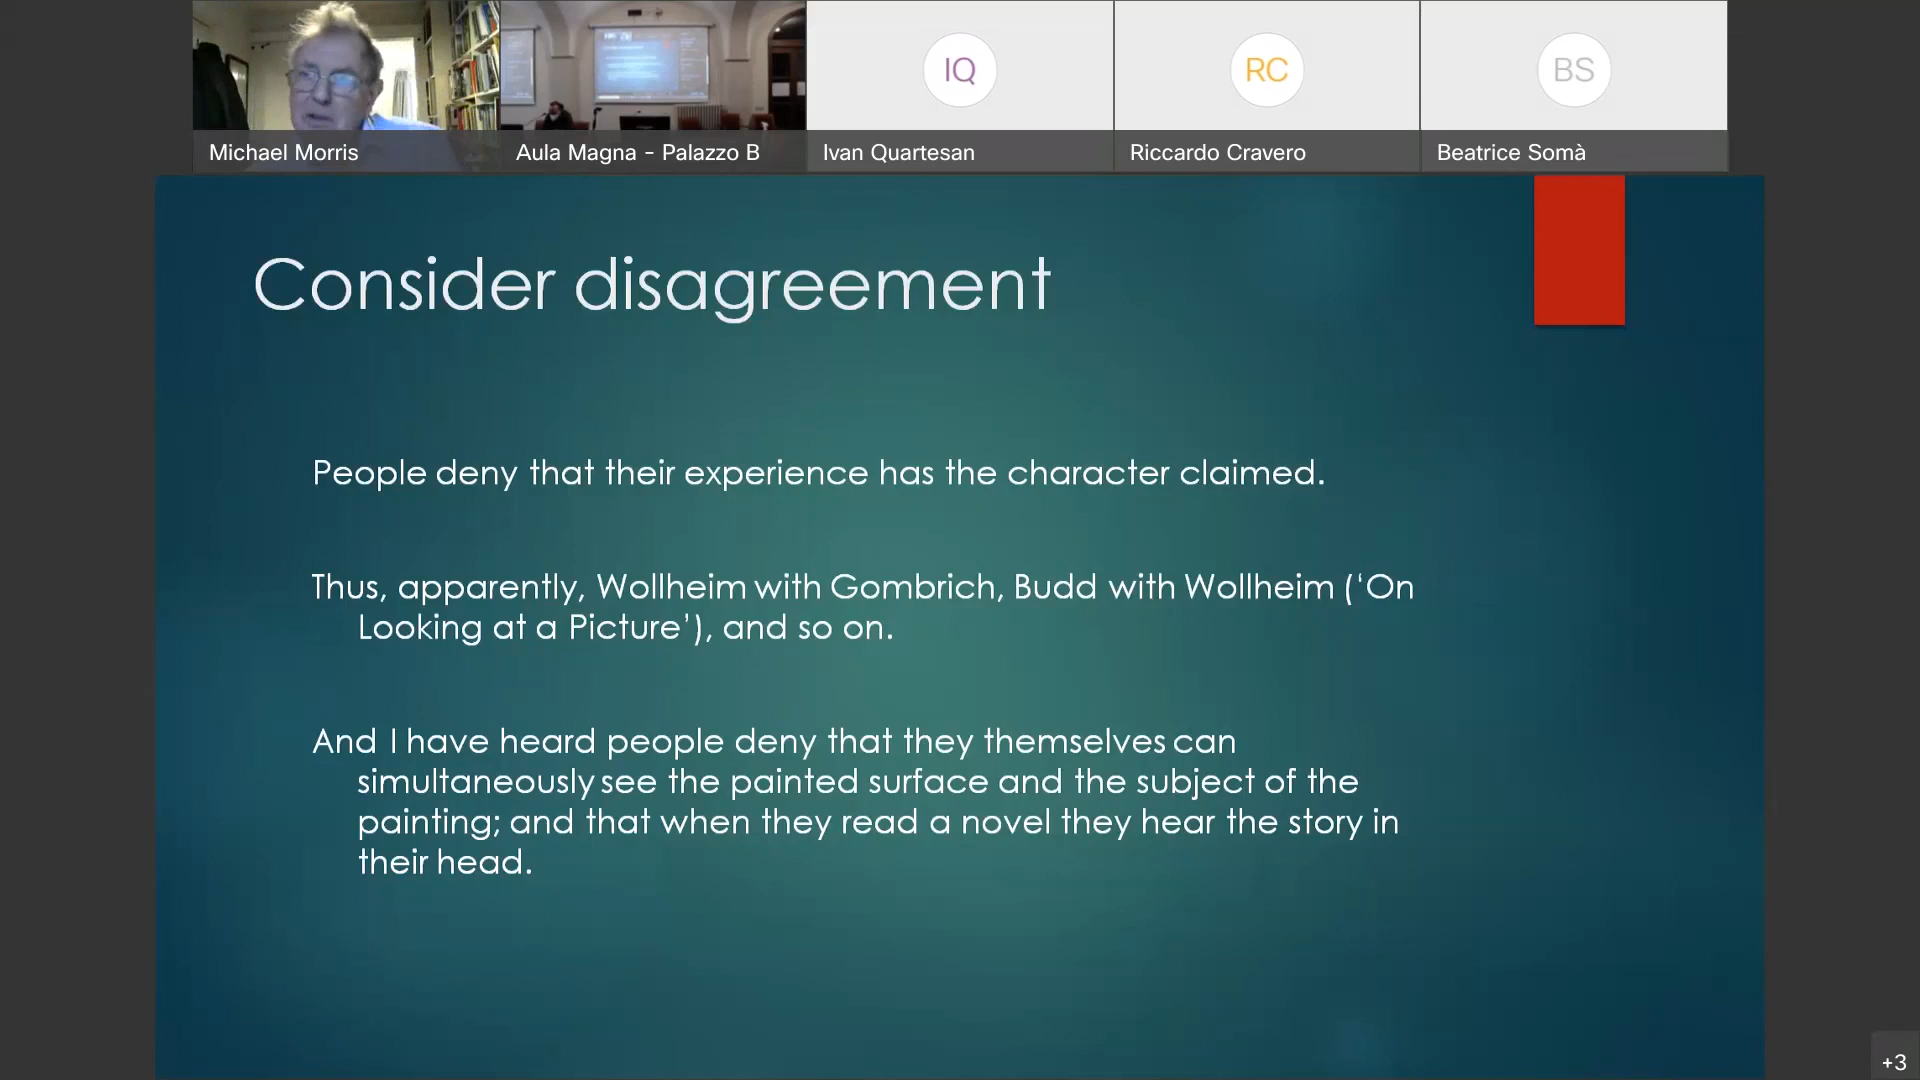 IQ
RC
BS
Michael Morris
Aula Magna - Palazzo B
Ivan Quartesan
Riccardo Cravero
Beatrice Somà
Consider disagreement
People deny that their experience has the character claimed.
Thus, apparently, Wollheim with Gombrich, Budd with Wollheim (‘On
Looking at a Picture’), and so on.
And I have heard people deny that they themselves can
simultaneously see the painted surface and the subject of the
painting; and that when they read a novel they hear the story in
their head.
+3